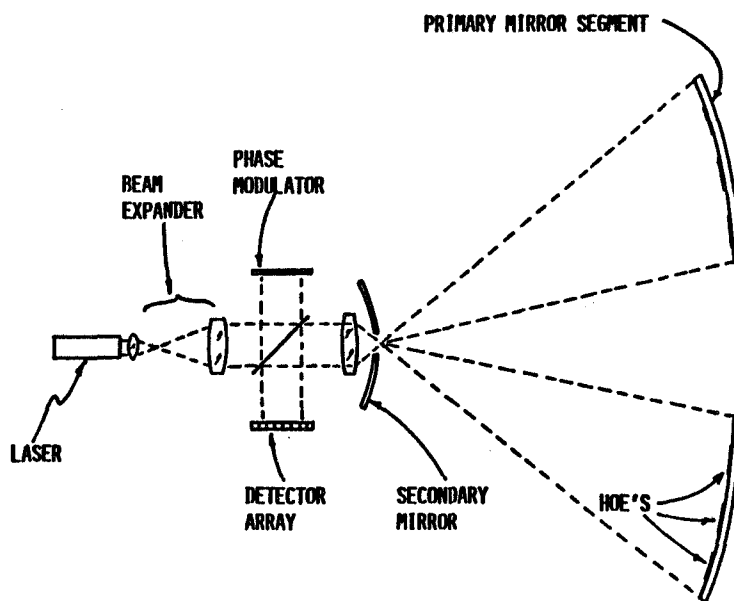 PRIMARY MIRROR SEGMENT
PHASE
MODULATOR
BEAM
EXPANDER
LASER
DETECTOR
ARRAY
SECONDARY
MIRROR
HOE'S